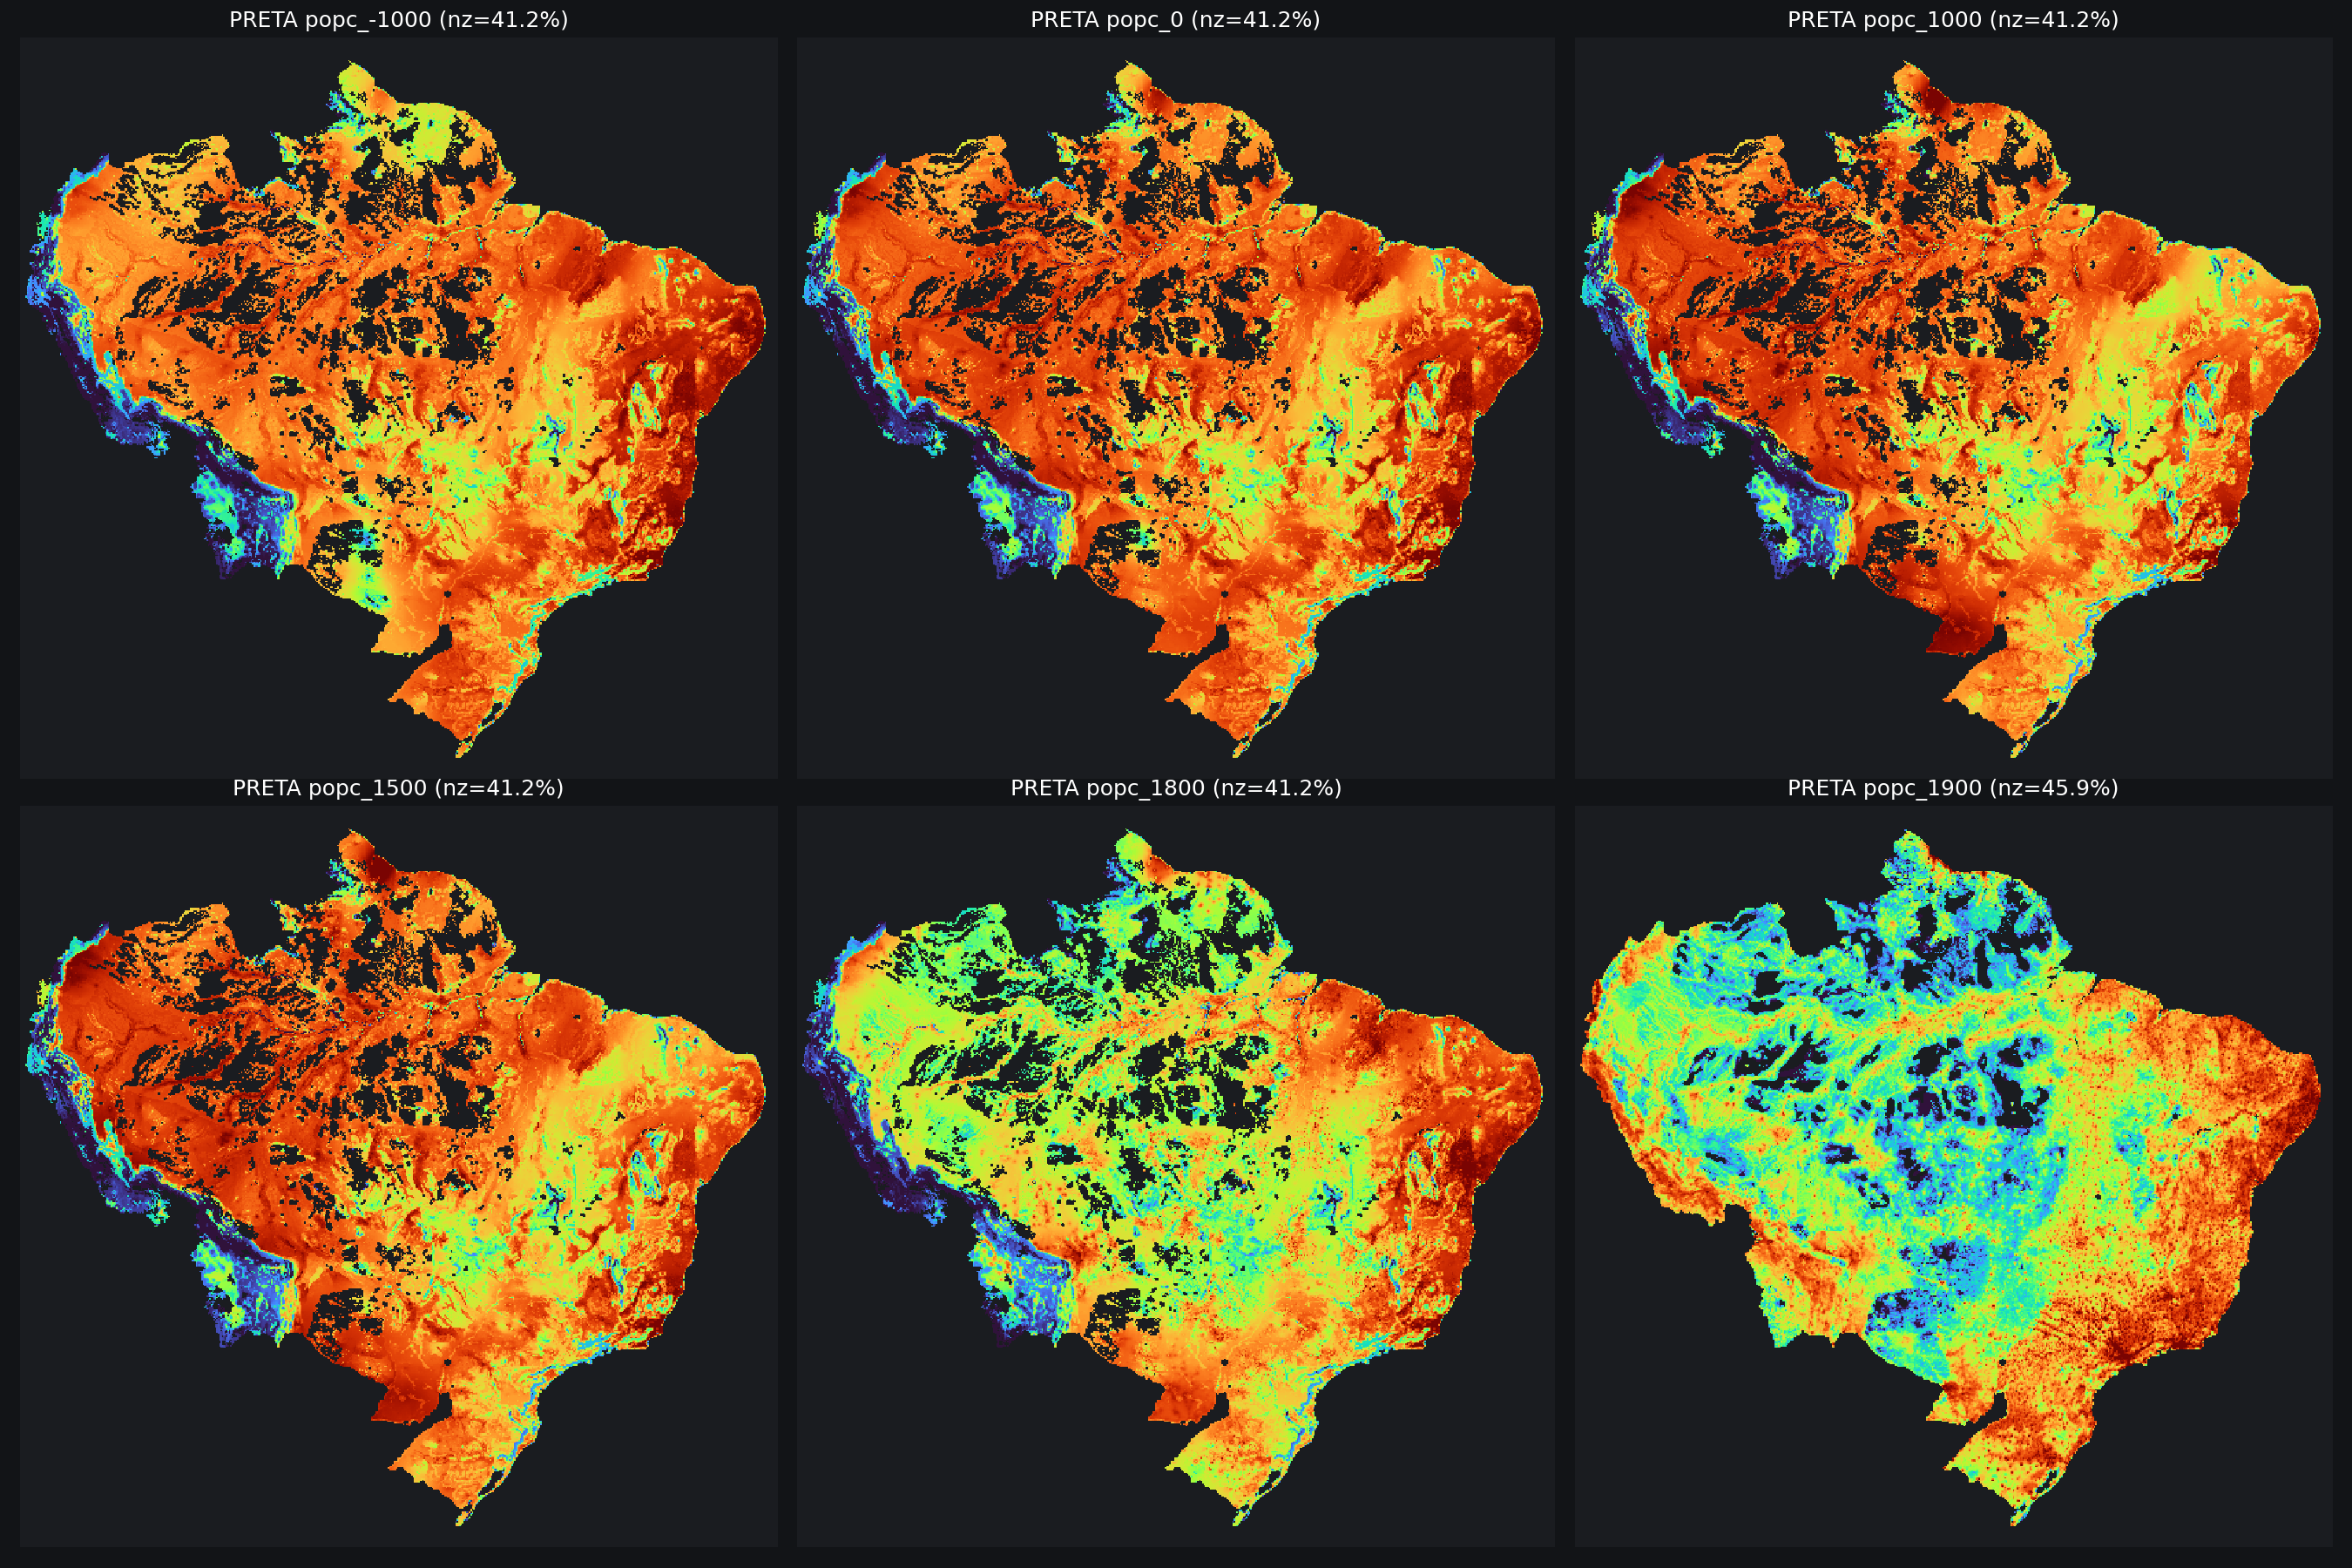 PRETA popc_-1000 (nz=41.2%)
PRETA popc_0 (nz=41.2%)
PRETA popc_1000 (nz=41.2%)
PRETA popc_1500 (nz=41.2%)
PRETA popc_1800 (nz=41.2%)
PRETA popc_1900 (nz=45.9%)